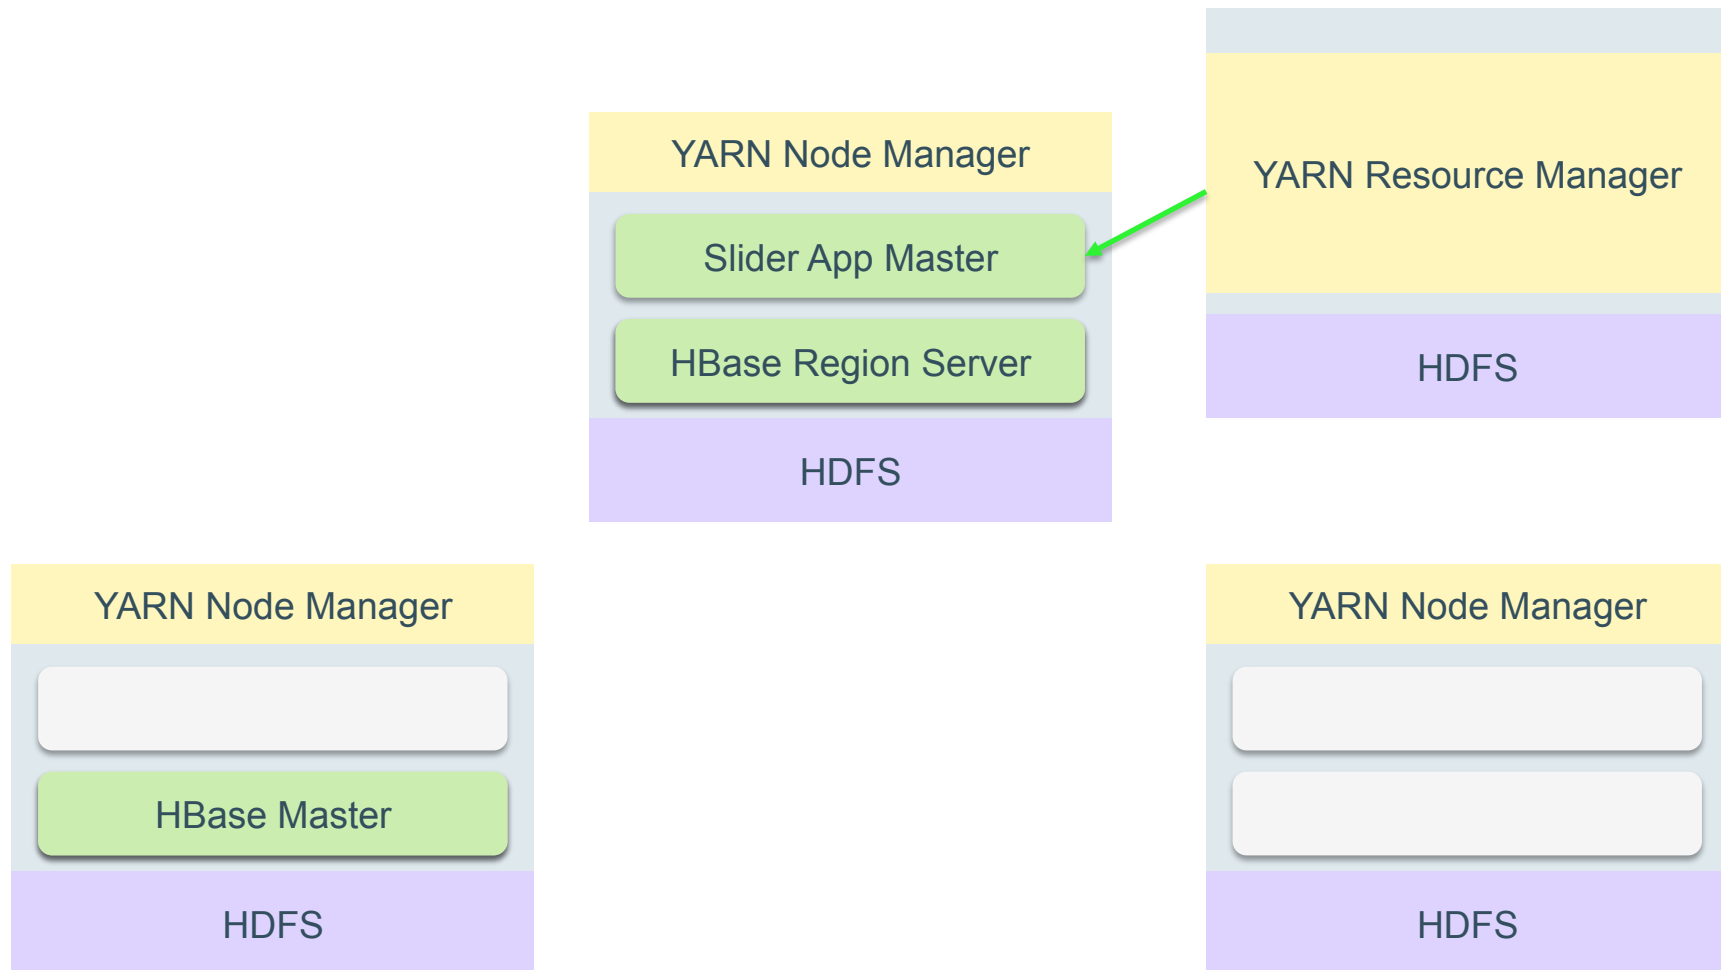 YARN Node Manager
Slider App Master
HBase Region Server
HDFS
YARN Resource Manager
HDFS
YARN Node Manager
HBase Master
HDFS
YARN Node Manager
HDFS